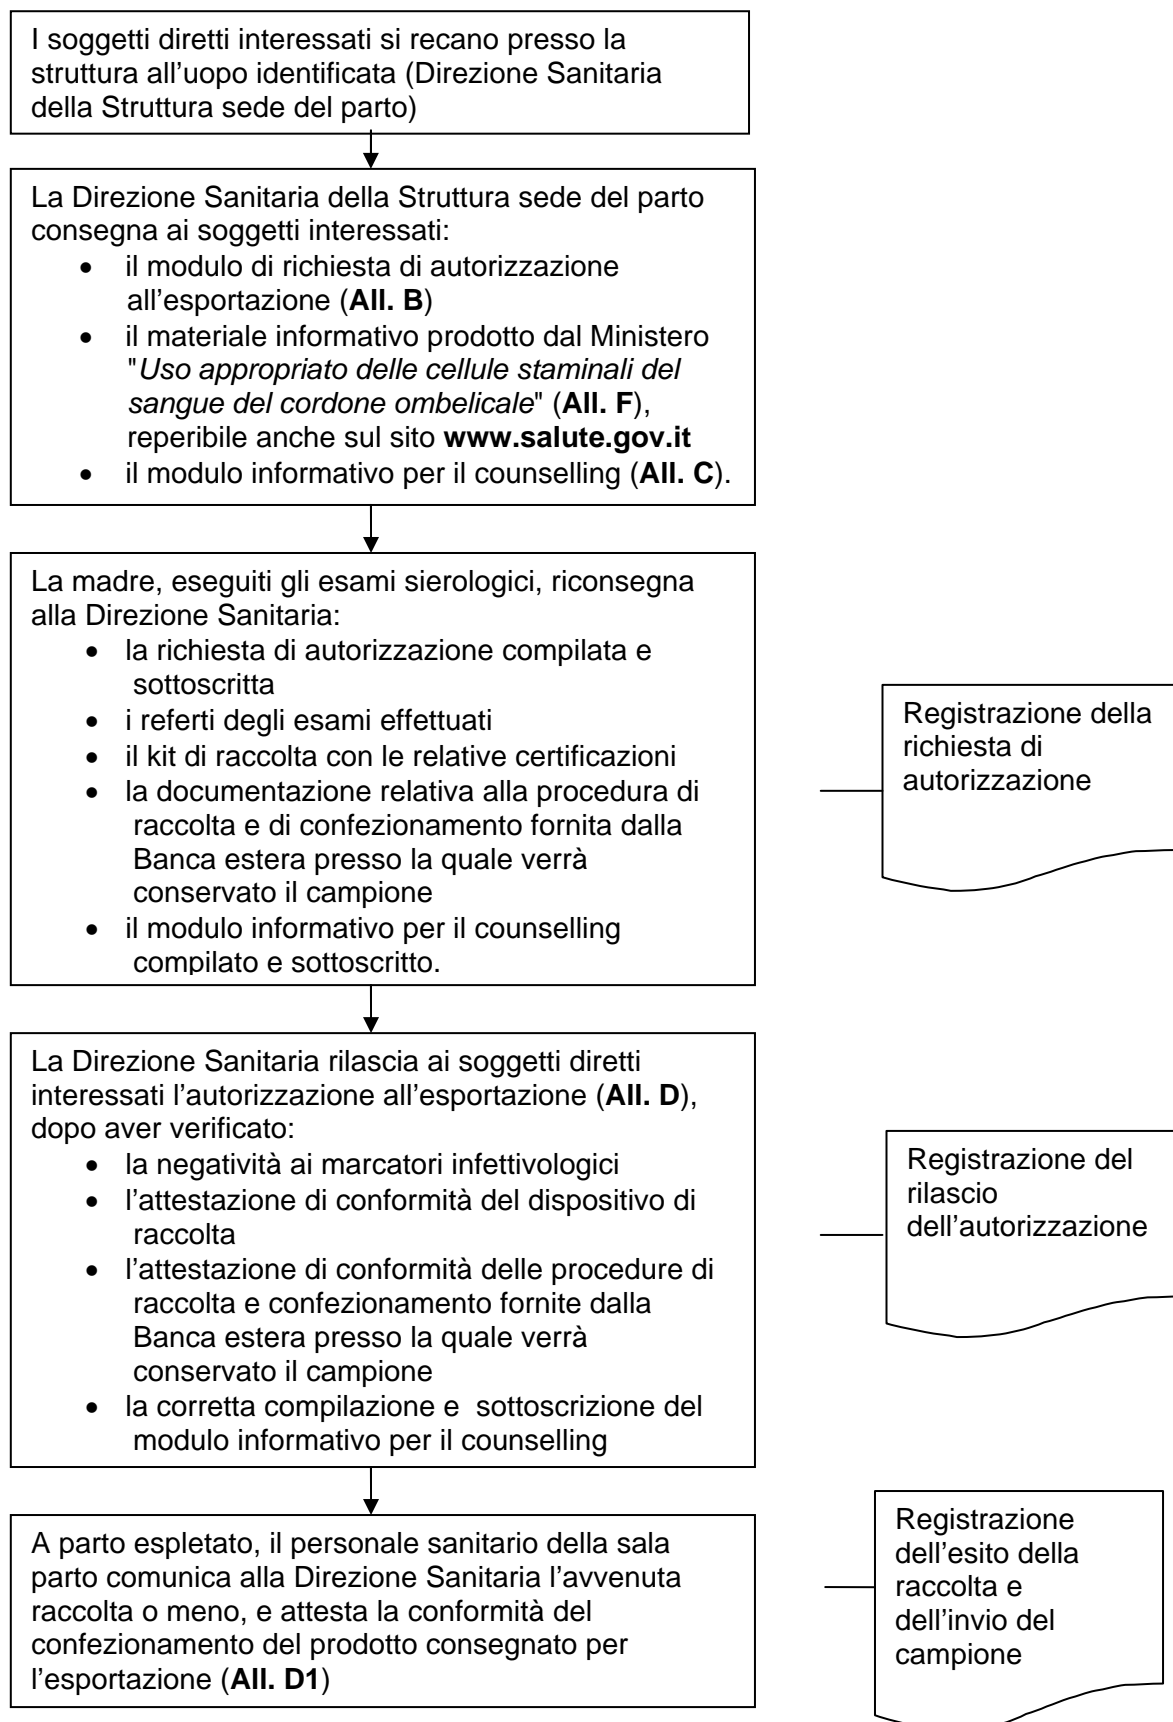 I soggetti diretti interessati si recano presso la
struttura all’uopo identificata (Direzione Sanitaria
della Struttura sede del parto)
La Direzione Sanitaria della Struttura sede del parto
consegna ai soggetti interessati:
• il modulo di richiesta di autorizzazione
all’esportazione (All. B)
• il materiale informativo prodotto dal Ministero
"Uso appropriato delle cellule staminali del
sangue del cordone ombelicale" (All. F),
reperibile anche sul sito www.salute.gov.it
• il modulo informativo per il counselling (All. C).
La madre, eseguiti gli esami sierologici, riconsegna
alla Direzione Sanitaria:
• la richiesta di autorizzazione compilata e
sottoscritta
• i referti degli esami effettuati
• il kit di raccolta con le relative certificazioni
• la documentazione relativa alla procedura di
raccolta e di confezionamento fornita dalla
Banca estera presso la quale verrà
conservato il campione
• il modulo informativo per il counselling
compilato e sottoscritto.
Registrazione della
richiesta di
autorizzazione
La Direzione Sanitaria rilascia ai soggetti diretti
interessati l’autorizzazione all’esportazione (All. D),
dopo aver verificato:
• la negatività ai marcatori infettivologici
• l’attestazione di conformità del dispositivo di
raccolta
• l’attestazione di conformità delle procedure di
raccolta e confezionamento fornite dalla
Banca estera presso la quale verrà
conservato il campione
• la corretta compilazione e  sottoscrizione del
modulo informativo per il counselling
Registrazione del
rilascio
dell’autorizzazione
A parto espletato, il personale sanitario della sala
parto comunica alla Direzione Sanitaria l’avvenuta
raccolta o meno, e attesta la conformità del
confezionamento del prodotto consegnato per
l’esportazione (All. D1)
Registrazione
dell’esito della
raccolta e
dell’invio del
campione